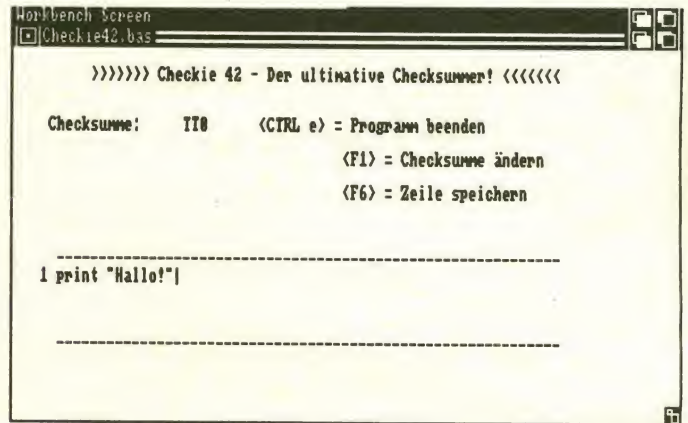 Workbench Screen
Checkie42.bas
>>>>>>> Checkie 42 - Der ultimative Checksummer! <<<<<<<
Checksumme: TT0 <CTRL e> = Programm beenden
<F1> = Checksumme ändern
<F6> = Zeile speichern
1 print "Hallo!"|